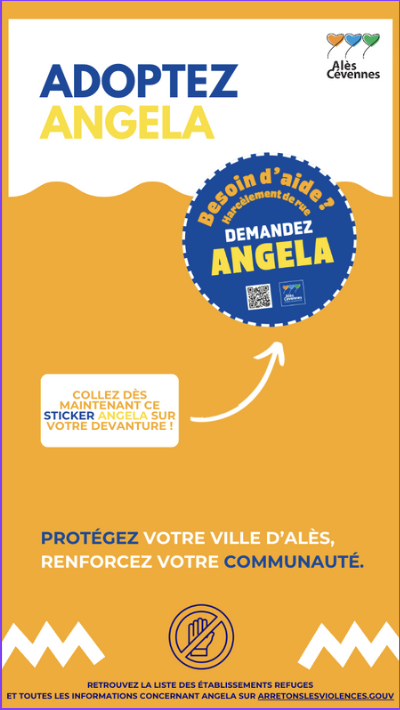 Alès
Cévennes
ADOPTEZ
ANGELA
Besoin d'aide ?
Harcèlement de rue
DEMANDEZ
ANGELA
Alès
Cévennes
COLLEZ DÈS
MAINTENANT CE
STICKER ANGELA SUR
VOTRE DEVANTURE !
PROTÉGEZ VOTRE VILLE D'ALÈS,
RENFORCEZ VOTRE COMMUNAUTÉ.
RETROUVEZ LA LISTE DES ÉTABLISSEMENTS REFUGES
ET TOUTES LES INFORMATIONS CONCERNANT ANGELA SUR ARRETONSLESVIOLENCES.GOUV